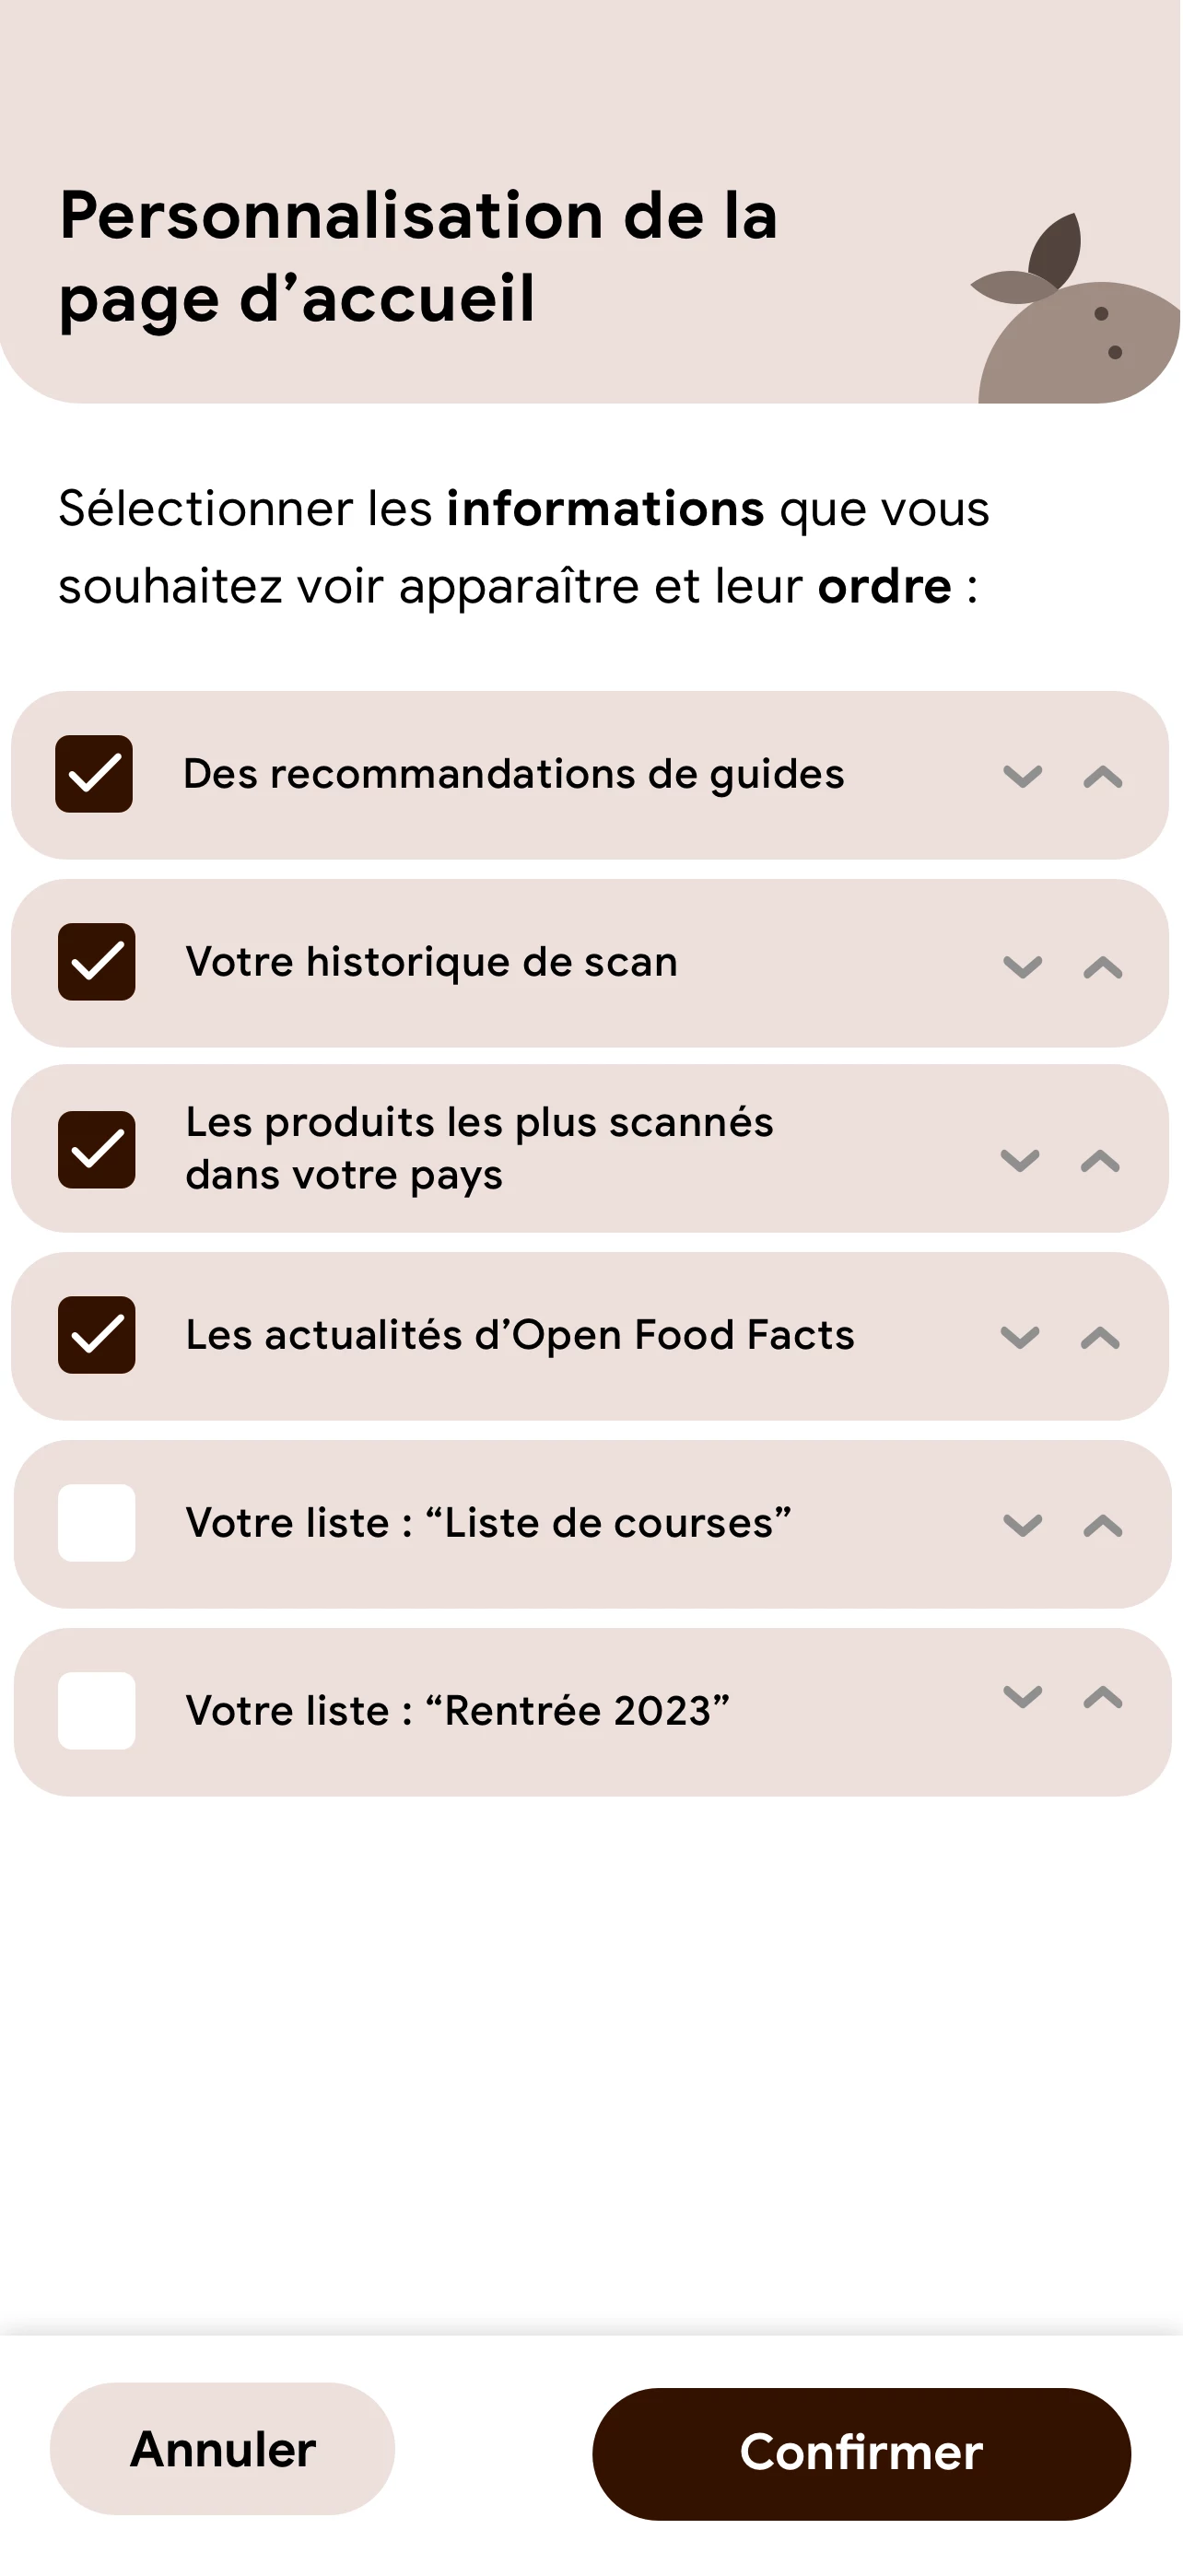 Personnalisation de la
page d’accueil
Sélectionner les informations que vous
souhaitez voir apparaître et leur ordre :
Des recommandations de guides
Votre historique de scan
Les produits les plus scannés
dans votre pays
Les actualités d’Open Food Facts
Votre liste : “Liste de courses”
Votre liste : “Rentrée 2023”
Annuler
Confirmer